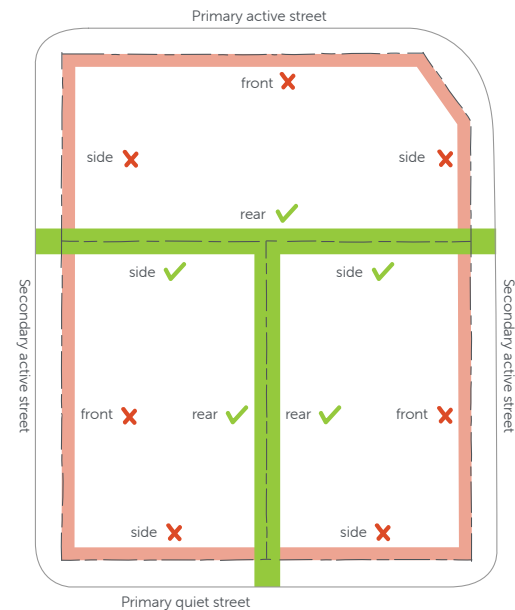 Primary active street
front
side
side
rear
side
side
Secondary active street
Secondary active street
front
rear
rear
front
side
side
Primary quiet street